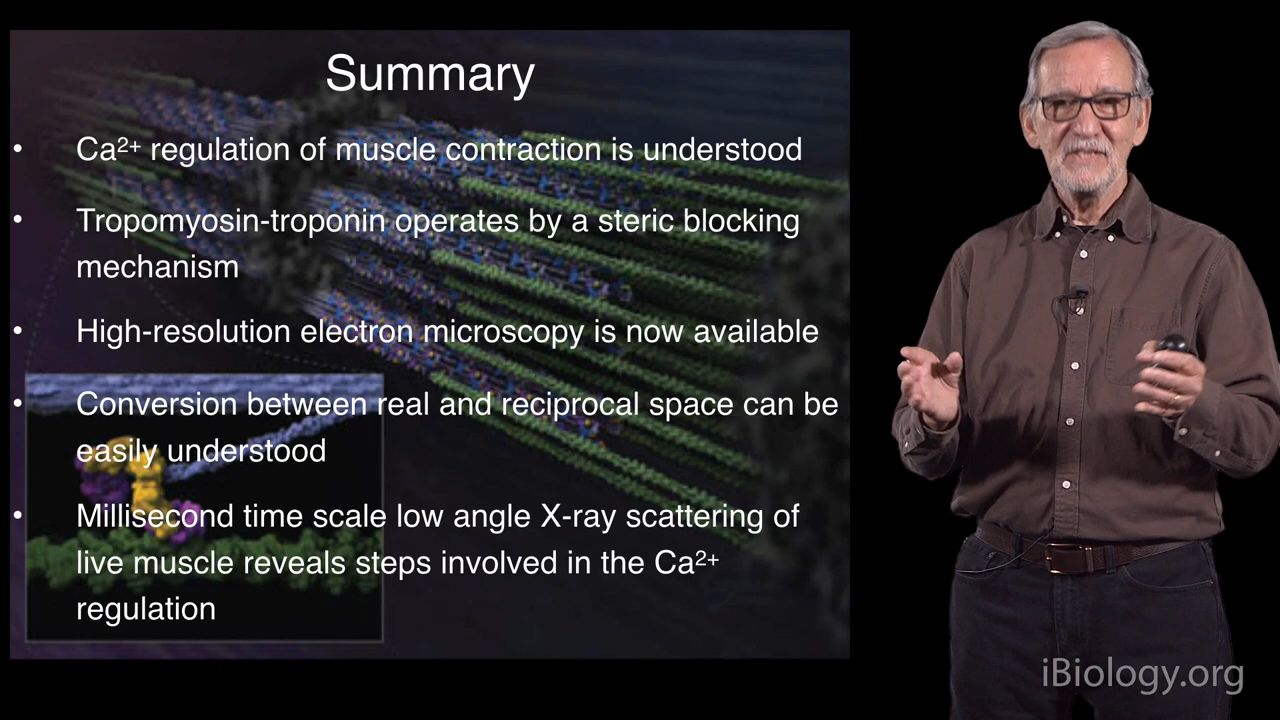 Summary
• Ca²⁺ regulation of muscle contraction is understood
• Tropomyosin-troponin operates by a steric blocking
mechanism
• High-resolution electron microscopy is now available
• Conversion between real and reciprocal space can be
easily understood
• Millisecond time scale low angle X-ray scattering of
live muscle reveals steps involved in the Ca²⁺
regulation
iBiology.org